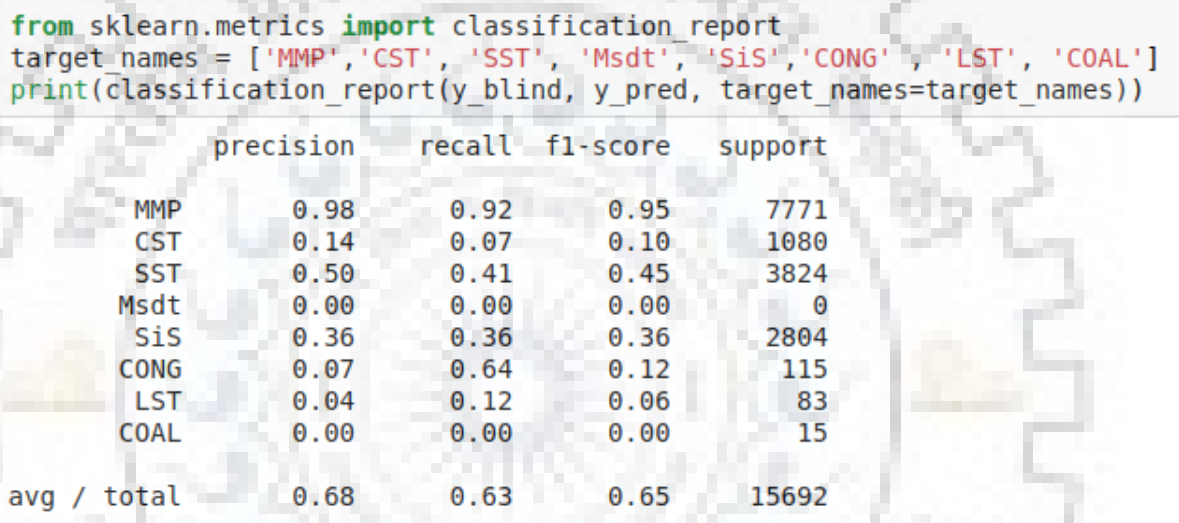 from sklearn.metrics import classification_report
target_names = ['MMP','CST', 'SST', 'Msdt', 'SiS','CONG' , 'LST', 'COAL']
print(classification_report(y_blind, y_pred, target_names=target_names))
precision recall f1-score support
MMP 0.98 0.92 0.95 7771
CST 0.14 0.07 0.10 1080
SST 0.50 0.41 0.45 3824
Msdt 0.00 0.00 0.00 0
SiS 0.36 0.36 0.36 2804
CONG 0.07 0.64 0.12 115
LST 0.04 0.12 0.06 83
COAL 0.00 0.00 0.00 15
avg / total 0.68 0.63 0.65 15692